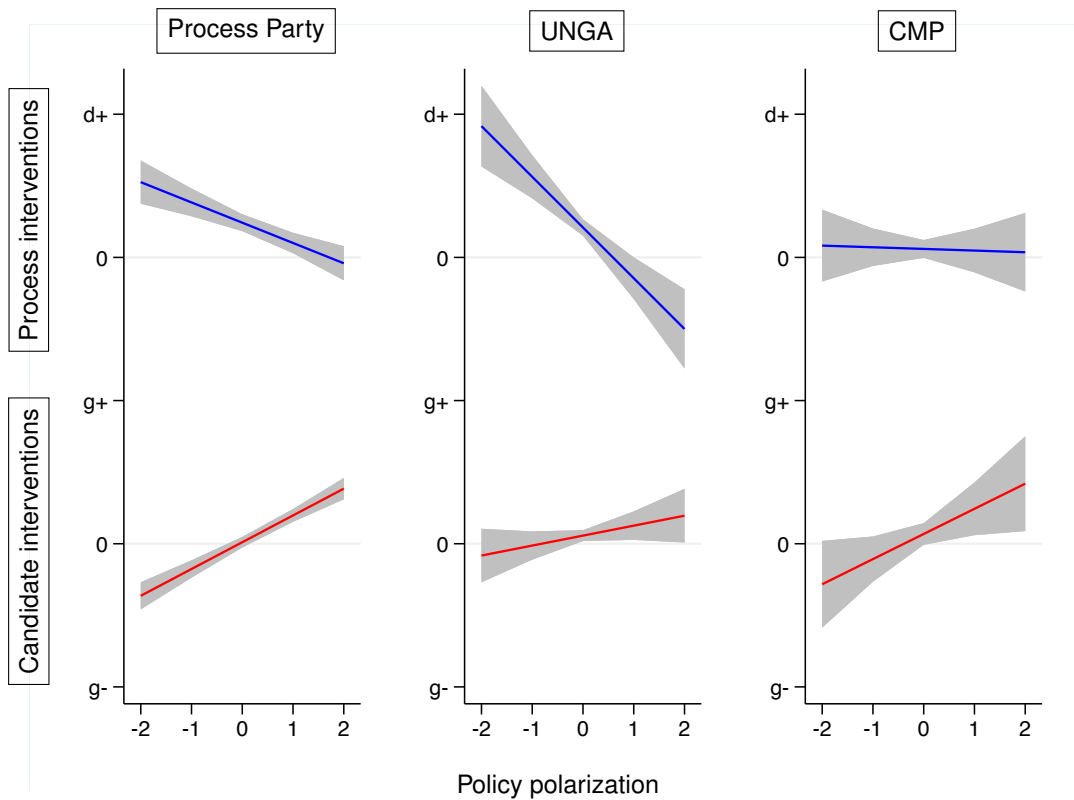 Process Party
UNGA
CMP
Process interventions
d+
0
d+
0
d+
0
Candidate interventions
g+
0
g-
g+
0
g-
g+
0
g-
-2 -1 0 1 2
-2 -1 0 1 2
-2 -1 0 1 2
Policy polarization